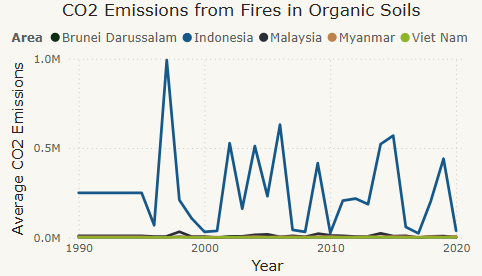 CO2 Emissions from Fires in Organic Soils
Area Brunei Darussalam Indonesia Malaysia Myanmar Viet Nam
Average CO2 Emissions
1.0M
0.5M
0.0M
1990 2000 2010 2020
Year